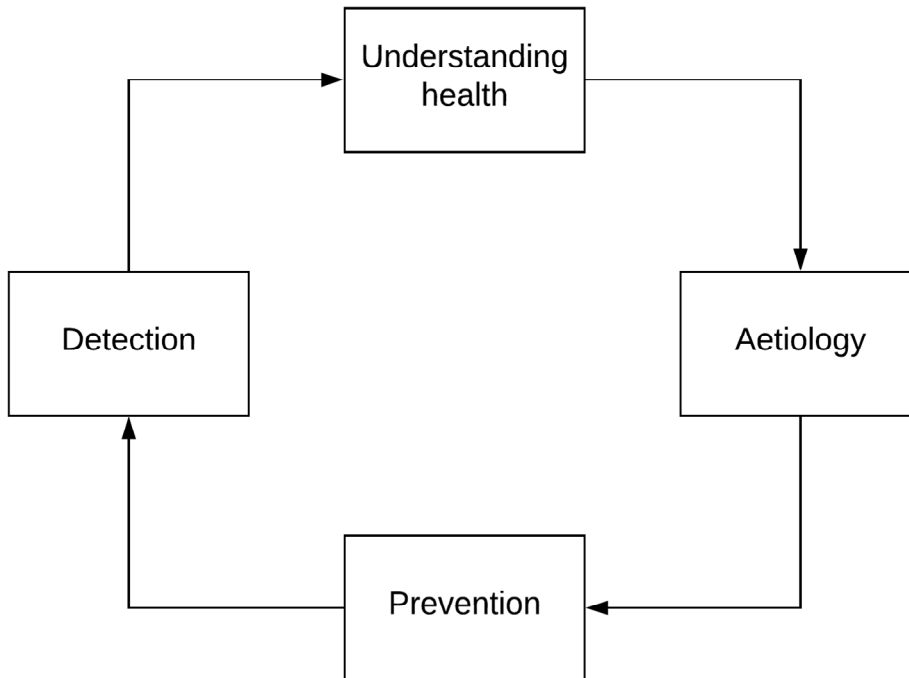 Understanding
health
Detection
Aetiology
Prevention